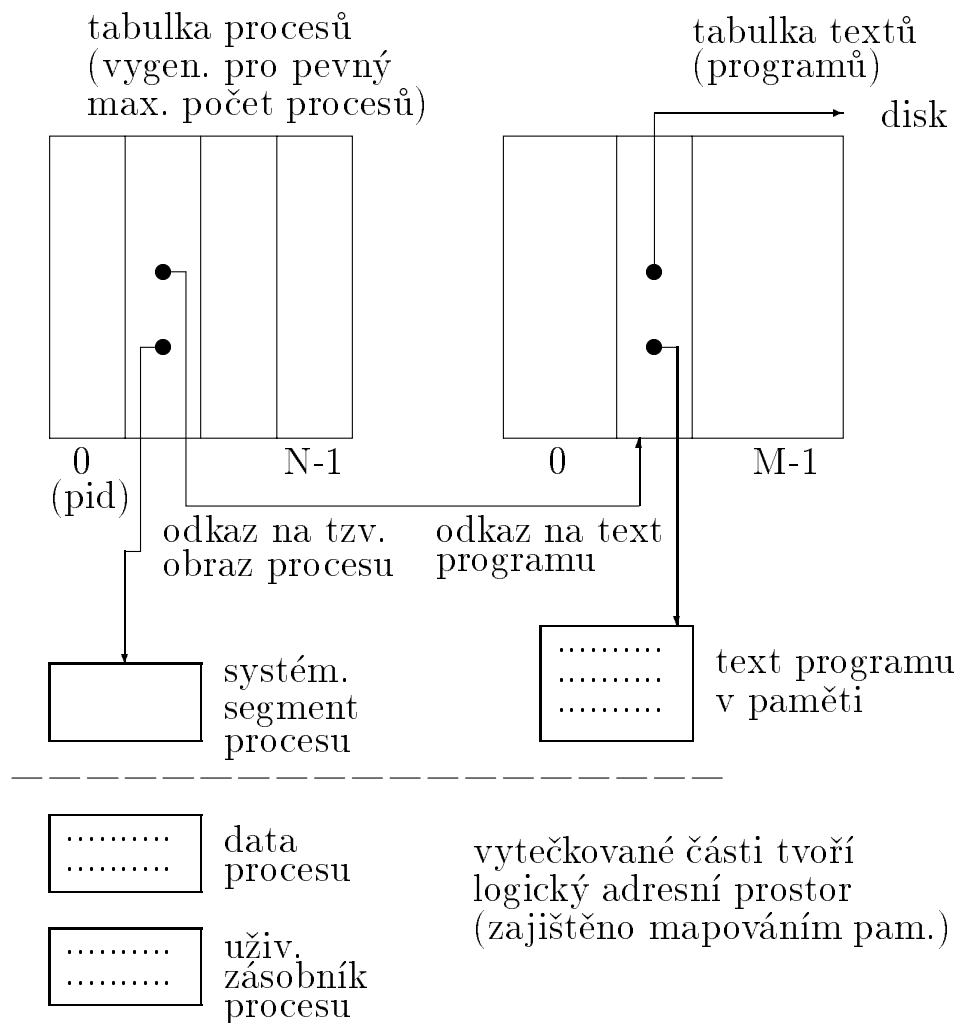 tabulka procesů
(vygen. pro pevný
max. počet procesů)
tabulka textů
(programů)
disk
0
(pid)
N-1
0
M-1
odkaz na tzv.
obraz procesu
odkaz na text
programu
systém.
segment
procesu
text programu
v paměti
data
procesu
vytečkované části tvoří
logický adresní prostor
(zajištěno mapováním pam.)
uživ.
zásobník
procesu